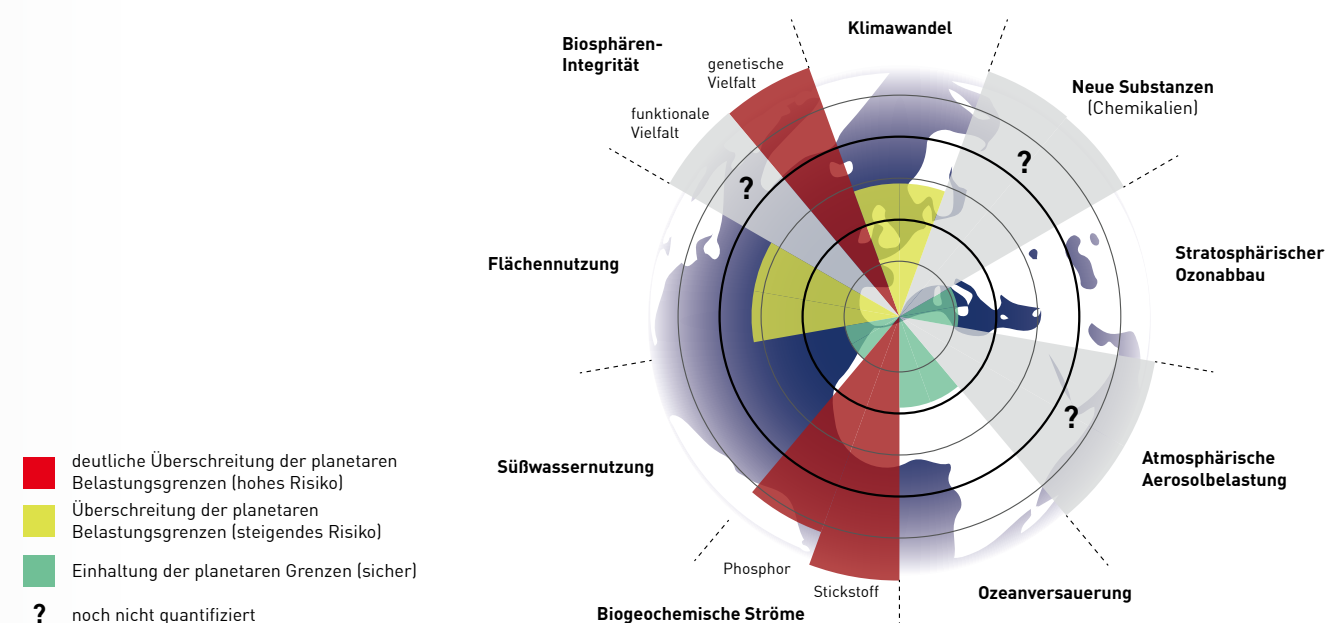 Klimawandel
Biosphären-
Integrität
genetische
Vielfalt
funktionale
Vielfalt
Neue Substanzen
(Chemikalien)
?
?
Stratosphärischer
Ozonabbau
Flächennutzung
?
Atmosphärische
Aerosolbelastung
Süßwassernutzung
Phosphor
Stickstoff
Ozeanversauerung
Biogeochemische Ströme
deutliche Überschreitung der planetaren
Belastungsgrenzen (hohes Risiko)
Überschreitung der planetaren
Belastungsgrenzen (steigendes Risiko)
Einhaltung der planetaren Grenzen (sicher)
? noch nicht quantifiziert